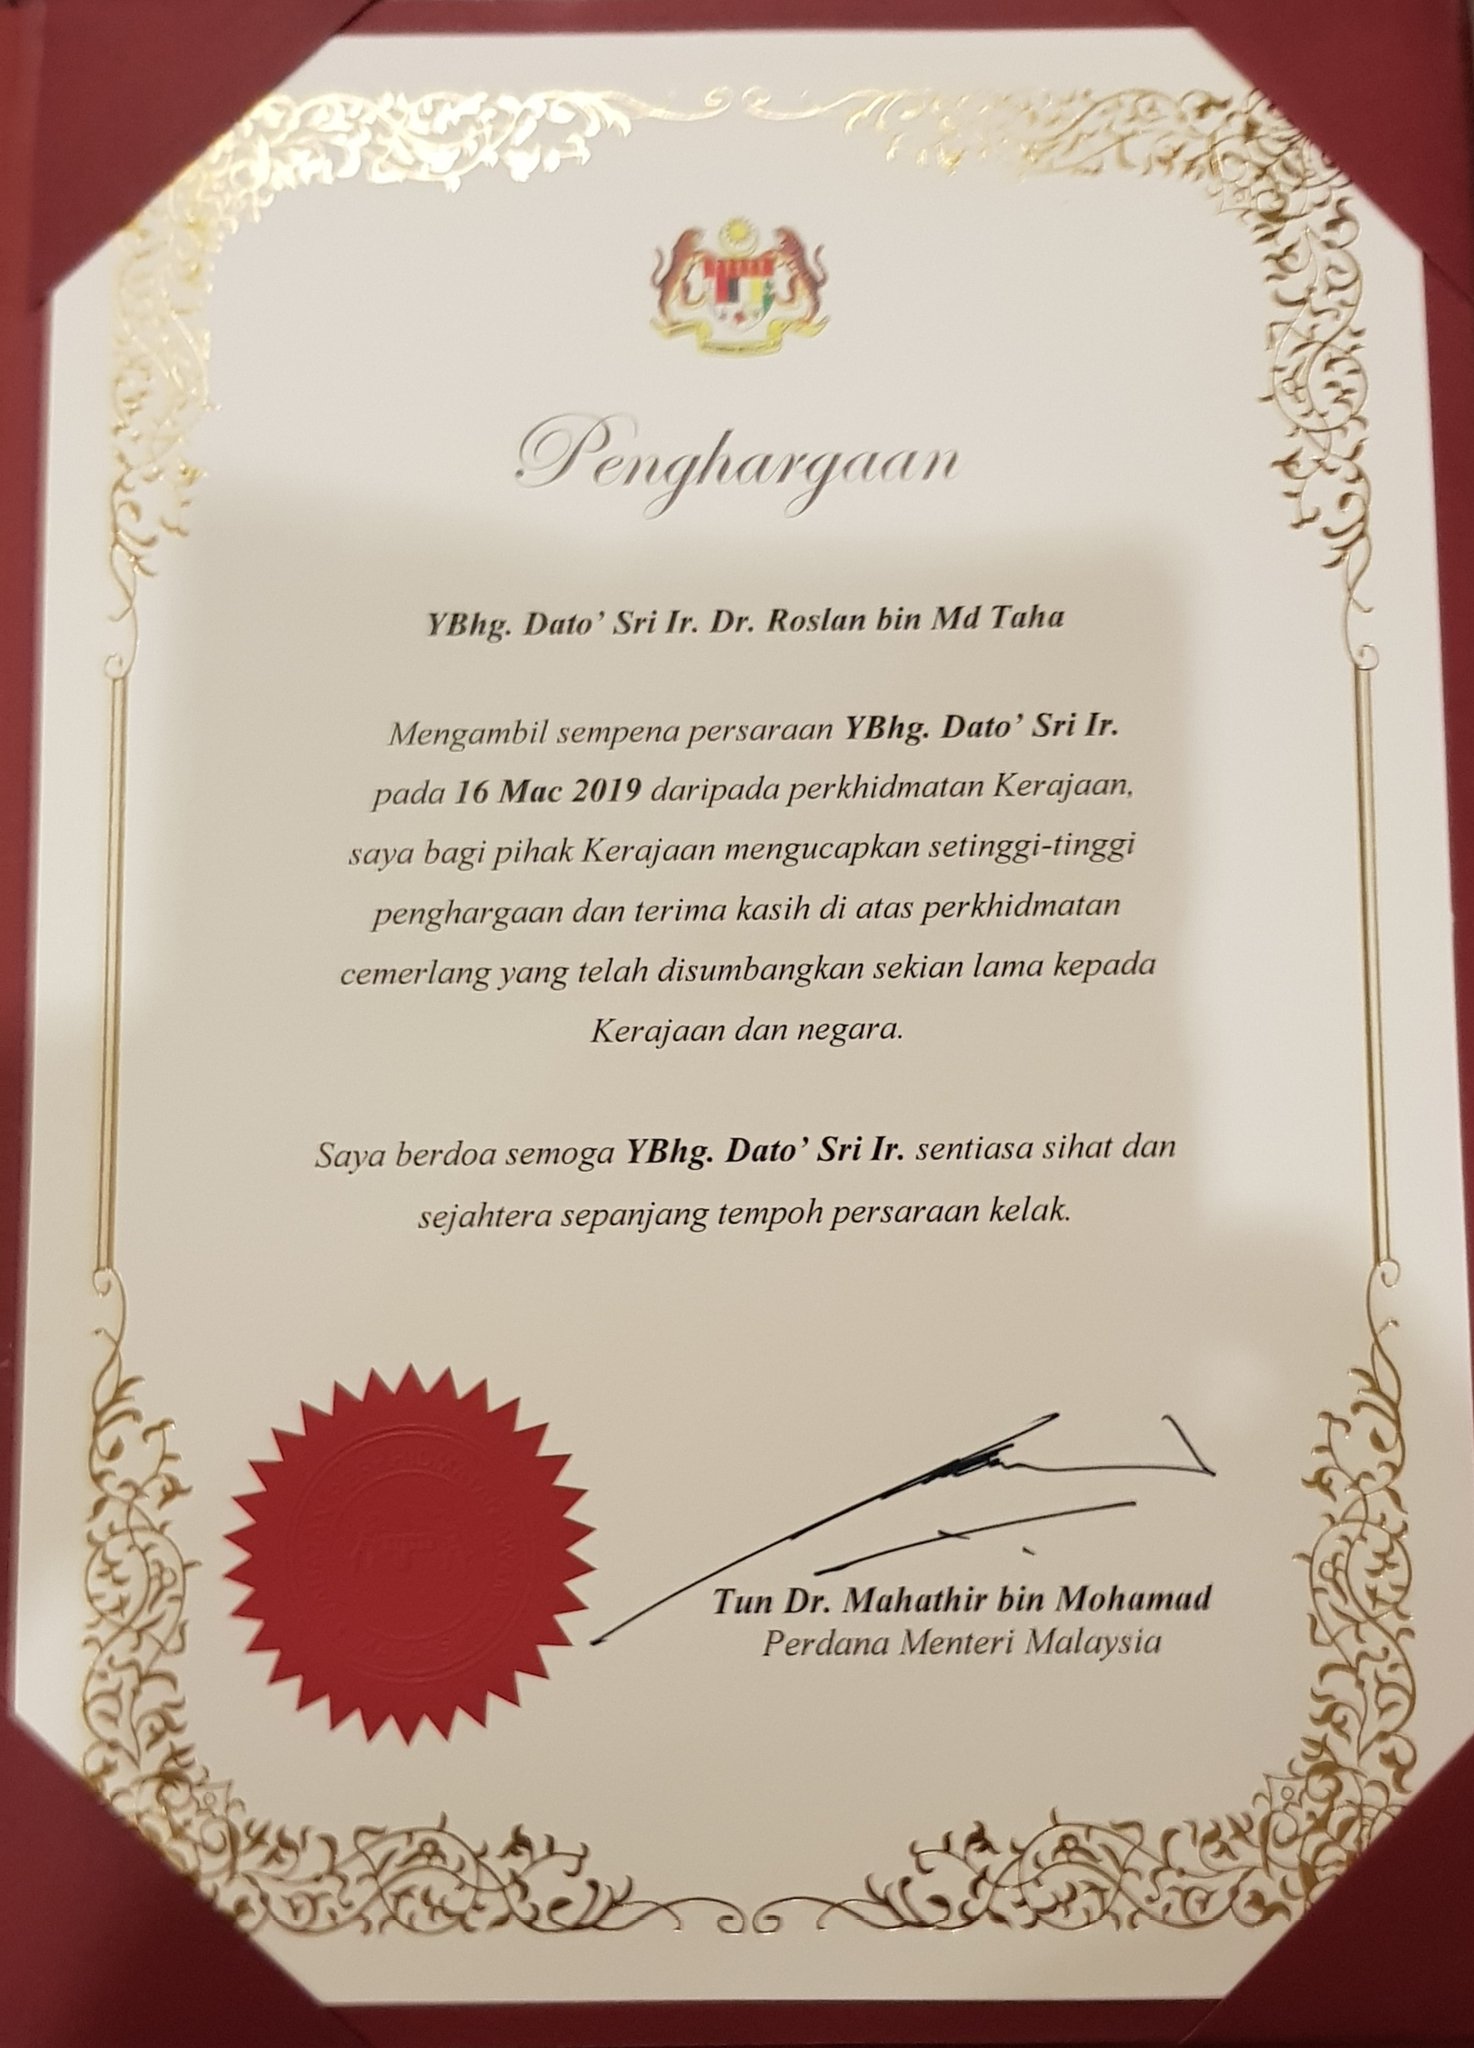 Penghargaan
YBhg. Dato' Sri Ir. Dr. Roslan bin Md Taha
Mengambil sempena persaraan YBhg. Dato' Sri Ir.
pada 16 Mac 2019 daripada perkhidmatan Kerajaan,
saya bagi pihak Kerajaan mengucapkan setinggi-tinggi
penghargaan dan terima kasih di atas perkhidmatan
cemerlang yang telah disumbangkan sekian lama kepada
Kerajaan dan negara.
Saya berdoa semoga YBhg. Dato' Sri Ir. sentiasa sihat dan
sejahtera sepanjang tempoh persaraan kelak.
Tun Dr. Mahathir bin Mohamad
Perdana Menteri Malaysia